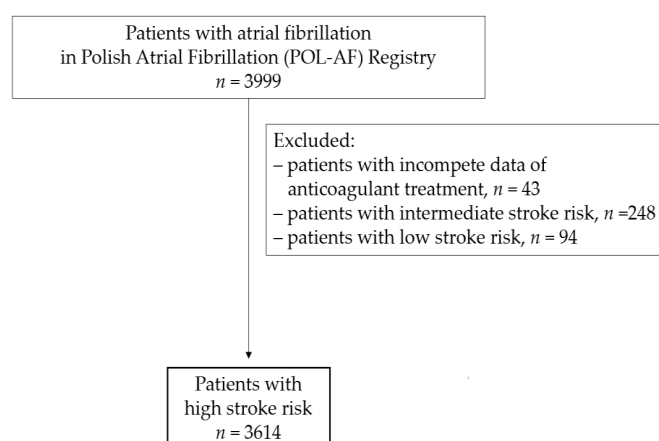 Patients with atrial fibrillation
in Polish Atrial Fibrillation (POL-AF) Registry
n = 3999
Excluded:
– patients with incompete data of
anticoagulant treatment, n = 43
– patients with intermediate stroke risk, n =248
– patients with low stroke risk, n = 94
Patients with
high stroke risk
n = 3614